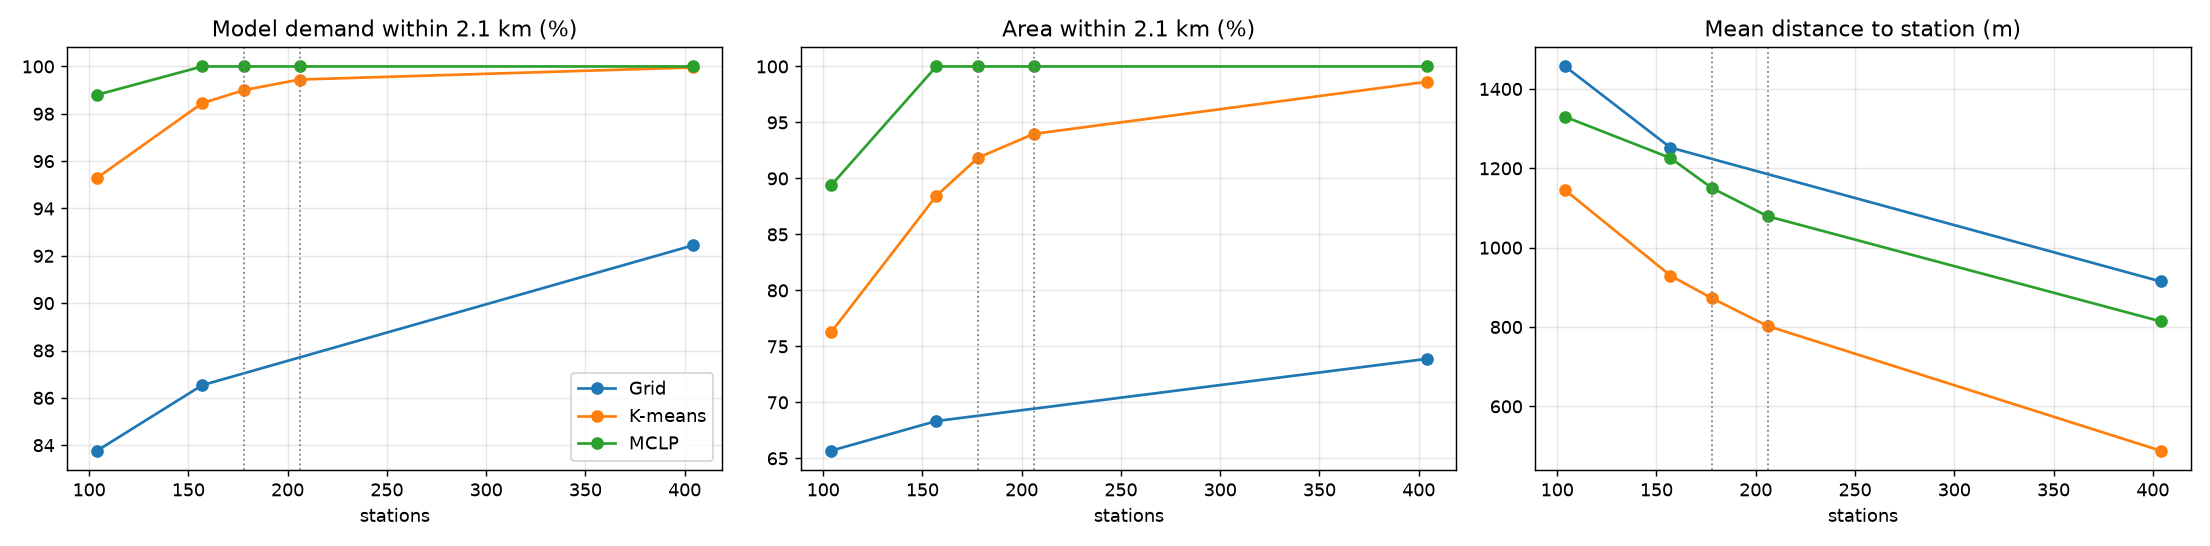 Model demand within 2.1 km (%)
100
98
96
94
92
90
88
86
84
100 150 200 250 300 350 400
stations
Grid
K-means
MCLP
Area within 2.1 km (%)
100
95
90
85
80
75
70
65
100 150 200 250 300 350 400
stations
Mean distance to station (m)
1400
1200
1000
800
600
100 150 200 250 300 350 400
stations